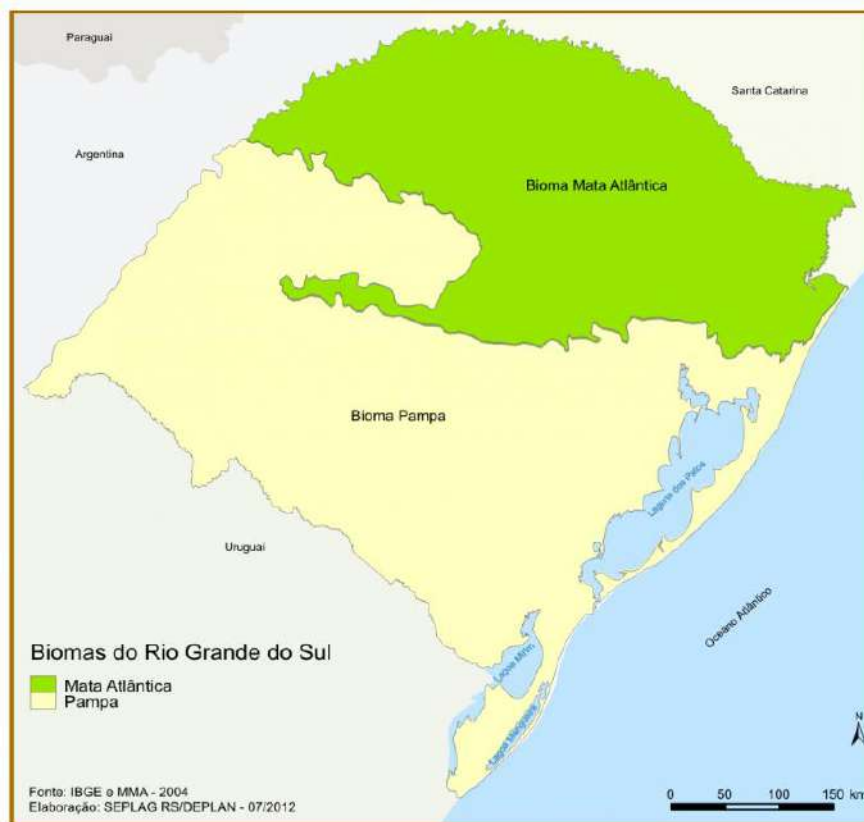 Paraguai
Santa Catarina
Argentina
Bioma Mata Atlântica
Bioma Pampa
Laguna dos Patos
Uruguai
Oceano Atlântico
Lagoa Mirim
Lagoa Mangueira
Biomas do Rio Grande do Sul
Mata Atlântica
Pampa
N
Fonte: IBGE e MMA - 2004
Elaboração: SEPLAG RS/DEPLAN - 07/2012
0 50 100 150 km